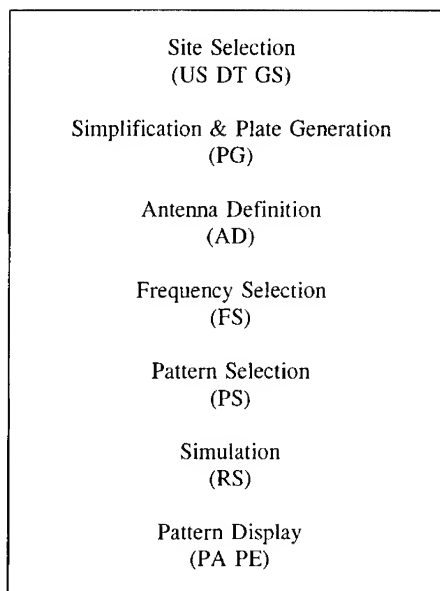 Site Selection
(US DT GS)
Simplification & Plate Generation
(PG)
Antenna Definition
(AD)
Frequency Selection
(FS)
Pattern Selection
(PS)
Simulation
(RS)
Pattern Display
(PA PE)